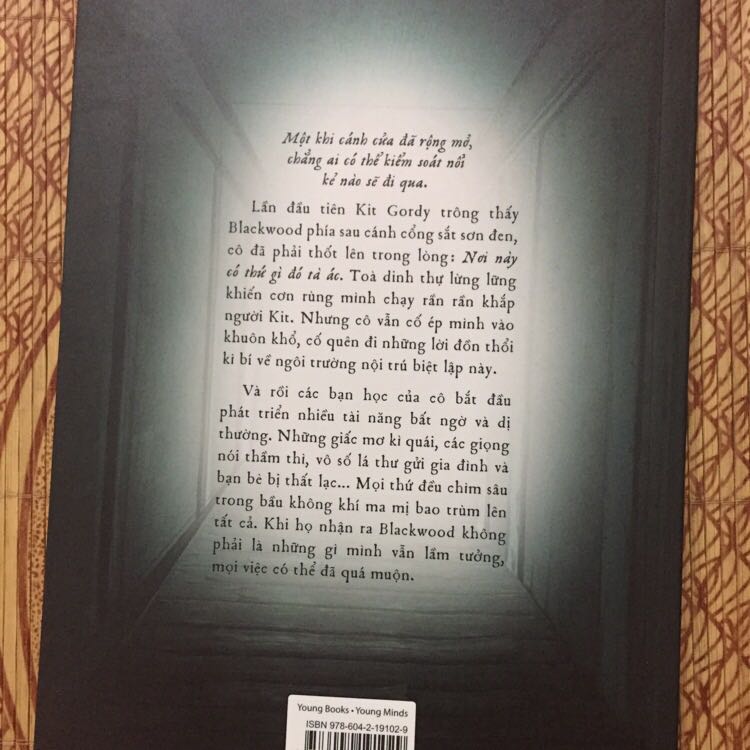 Một khi cánh cửa đã rộng mở,
chẳng ai có thể kiểm soát nổi
kẻ nào sẽ đi qua.
Lần đầu tiên Kit Gordy trông thấy
Blackwood phía sau cánh cổng sắt sơn đen,
cô đã phải thốt lên trong lòng: Nơi này
có thứ gì đó tà ác. Toà dinh thự lừng lững
khiến cơn rùng mình chạy rần rần khắp
người Kit. Nhưng cô vẫn cố ép mình vào
khuôn khổ, cố quên đi những lời đồn thổi
kì bí về ngôi trường nội trú biệt lập này.
Và rồi các bạn học của cô bắt đầu
phát triển nhiều tài năng bất ngờ và dị
thường. Những giấc mơ kì quái, các giọng
nói thầm thì, vô số lá thư gửi gia đình và
bạn bè bị thất lạc... Mọi thứ đều chìm sâu
trong bầu không khí ma mị bao trùm lên
tất cả. Khi họ nhận ra Blackwood không
phải là những gì mình vẫn lầm tưởng,
mọi việc có thể đã quá muộn.
Young Books • Young Minds
ISBN 978-604-2-19102-9